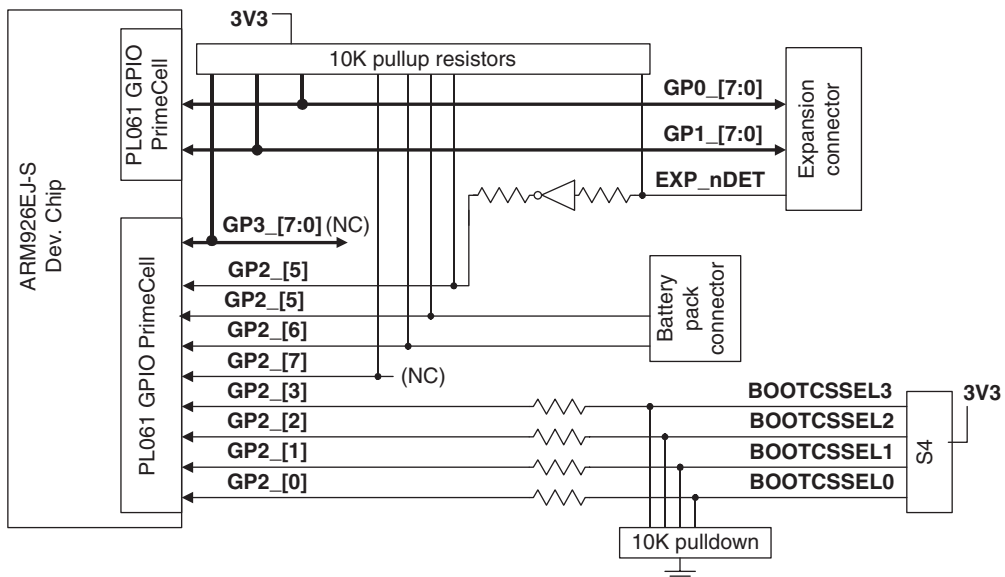 3V3
10K pullup resistors
ARM926EJ-S
Dev. Chip
PL061 GPIO
PrimeCell
GP0_[7:0]
GP1_[7:0]
Expansion
connector
EXP_nDET
GP3_[7:0] (NC)
PL061 GPIO PrimeCell
GP2_[5]
GP2_[5]
GP2_[6]
GP2_[7]
(NC)
Battery
pack
connector
GP2_[3]
BOOTCSSEL3
GP2_[2]
BOOTCSSEL2
GP2_[1]
BOOTCSSEL1
GP2_[0]
BOOTCSSEL0
S4
3V3
10K pulldown